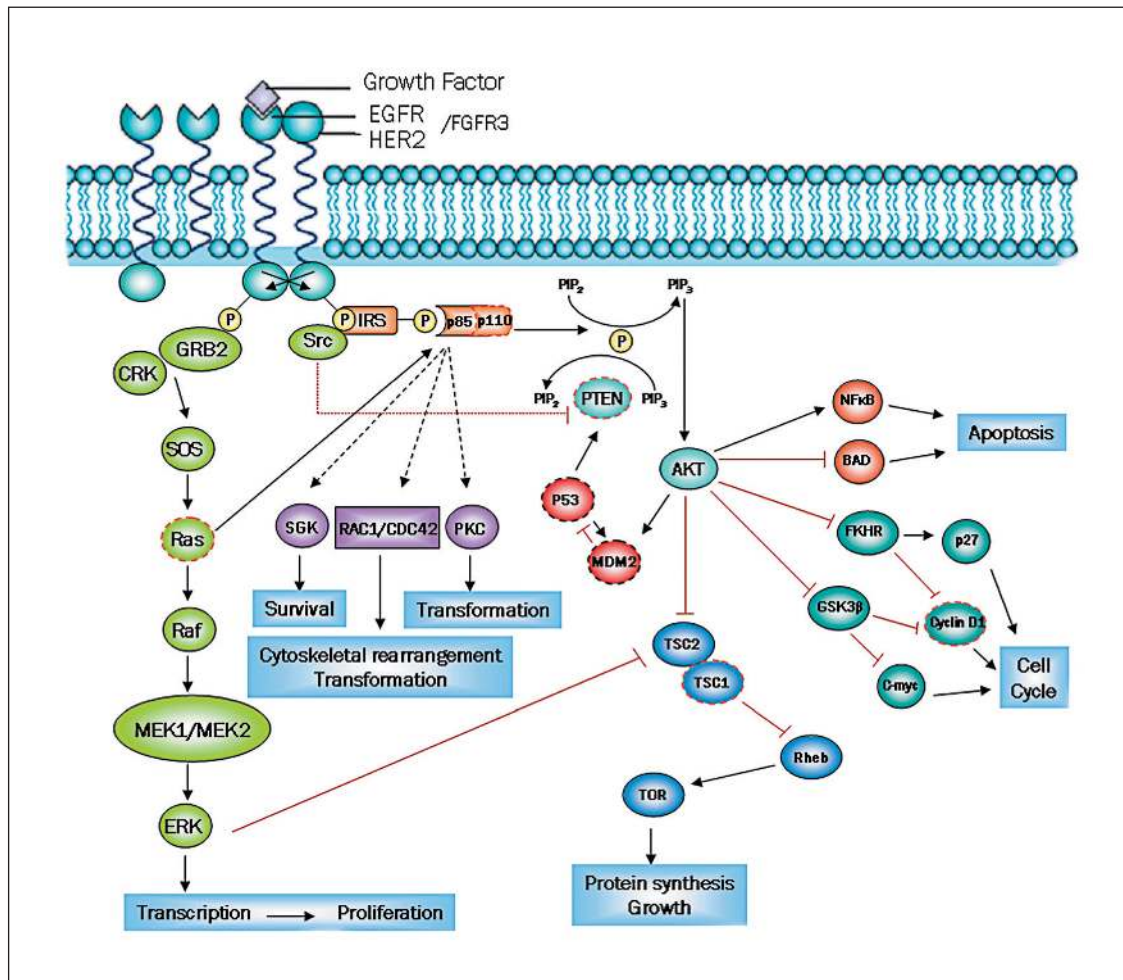 Growth Factor
EGFR
HER2
/FGFR3
P
GRB2
CRK
SOS
Ras
Raf
MEK1/MEK2
ERK
Transcription
Proliferation
P
IRS
Src
P
p85
p110
PIP2
PIP3
P
PIP2
PTEN
PIP3
SGK
RAC1/CDC42
PKC
Survival
Transformation
Cytoskeletal rearrangement
Transformation
P53
MDM2
AKT
NFκB
BAD
Apoptosis
FKHR
p27
GSK3β
Cyclin D1
C-myc
Cell
Cycle
TSC2
TSC1
Rheb
TOR
Protein synthesis
Growth